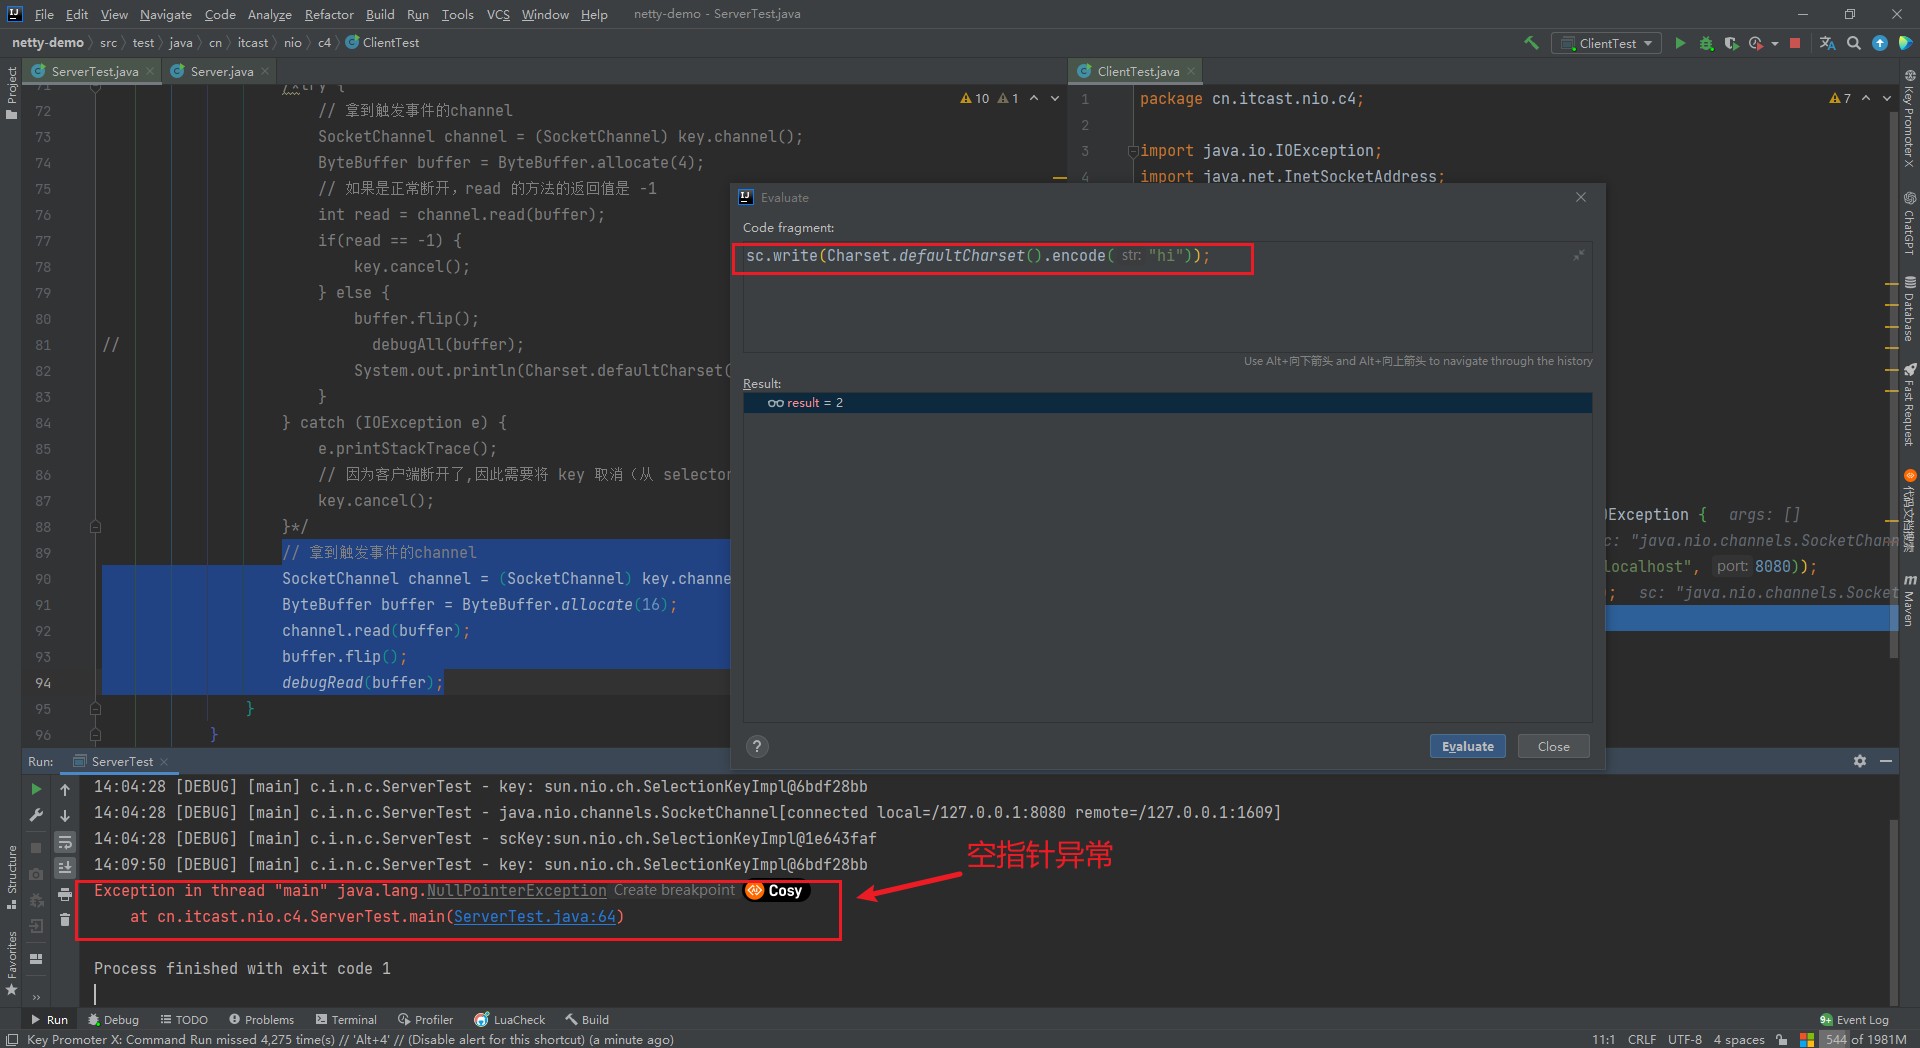 File Edit View Navigate Code Analyze Refactor Build Run Tools VCS Window Help netty-demo - ServerTest.java
netty-demo src test java cn itcast nio c4 ClientTest
ClientTest
Project
ServerTest.java
Server.java
71 /*try {
72 // 拿到触发事件的channel
73 SocketChannel channel = (SocketChannel) key.channel();
74 ByteBuffer buffer = ByteBuffer.allocate(4);
75 // 如果是正常断开，read 的方法的返回值是 -1
76 int read = channel.read(buffer);
77 if(read == -1) {
78 key.cancel();
79 } else {
80 buffer.flip();
81 // debugAll(buffer);
82 System.out.println(Charset.defaultCharset(
83 }
84 } catch (IOException e) {
85 e.printStackTrace();
86 // 因为客户端断开了,因此需要将 key 取消（从 selector
87 key.cancel();
88 }*/
89 // 拿到触发事件的channel
90 SocketChannel channel = (SocketChannel) key.channe
91 ByteBuffer buffer = ByteBuffer.allocate(16);
92 channel.read(buffer);
93 buffer.flip();
94 debugRead(buffer);
95 }
96 }
10 1
ClientTest.java
1 package cn.itcast.nio.c4;
2
3 import java.io.IOException;
4 import java.net.InetSocketAddress;
7
OException { args: []
c: "java.nio.channels.SocketChann
localhost", port: 8080));
; sc: "java.nio.channels.Socket
Evaluate
Code fragment:
sc.write(Charset.defaultCharset().encode( str: "hi"));
Use Alt+向下箭头 and Alt+向上箭头 to navigate through the history
Result:
result = 2
?
Evaluate
Close
Key Promoter X
ChatGPT
Database
Fast Request
Maven
Run: ServerTest
14:04:28 [DEBUG] [main] c.i.n.c.ServerTest - key: sun.nio.ch.SelectionKeyImpl@6bdf28bb
14:04:28 [DEBUG] [main] c.i.n.c.ServerTest - java.nio.channels.SocketChannel[connected local=/127.0.0.1:8080 remote=/127.0.0.1:1609]
14:04:28 [DEBUG] [main] c.i.n.c.ServerTest - scKey:sun.nio.ch.SelectionKeyImpl@1e643faf
14:09:50 [DEBUG] [main] c.i.n.c.ServerTest - key: sun.nio.ch.SelectionKeyImpl@6bdf28bb
Exception in thread "main" java.lang.NullPointerException Create breakpoint Cosy
at cn.itcast.nio.c4.ServerTest.main(ServerTest.java:64)
空指针异常
Process finished with exit code 1
Structure
Favorites
Run Debug TODO Problems Terminal Profiler LuaCheck Build 9+ Event Log
Key Promoter X: Command Run missed 4,275 time(s) // 'Alt+4' // (Disable alert for this shortcut) (a minute ago)
11:1 CRLF UTF-8 4 spaces 544 of 1981M